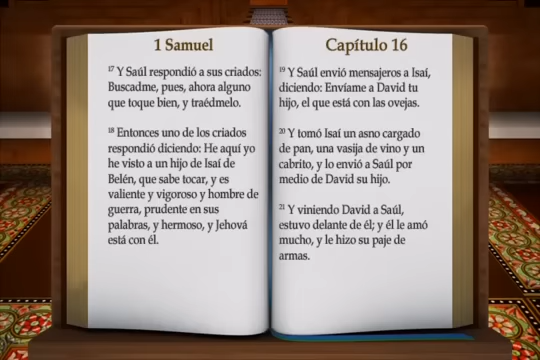 1 Samuel
17 Y Saúl respondió a sus criados:
Buscadme, pues, ahora alguno
que toque bien, y traédmelo.
18 Entonces uno de los criados
respondió diciendo: He aquí yo
he visto a un hijo de Isaí de
Belén, que sabe tocar, y es
valiente y vigoroso y hombre de
guerra, prudente en sus
palabras, y hermoso, y Jehová
está con él.
Capítulo 16
19 Y Saúl envió mensajeros a Isaí,
diciendo: Envíame a David tu
hijo, el que está con las ovejas.
20 Y tomó Isaí un asno cargado
de pan, una vasija de vino y un
cabrito, y lo envió a Saúl por
medio de David su hijo.
21 Y viniendo David a Saúl,
estuvo delante de él; y él le amó
mucho, y le hizo su paje de
armas.